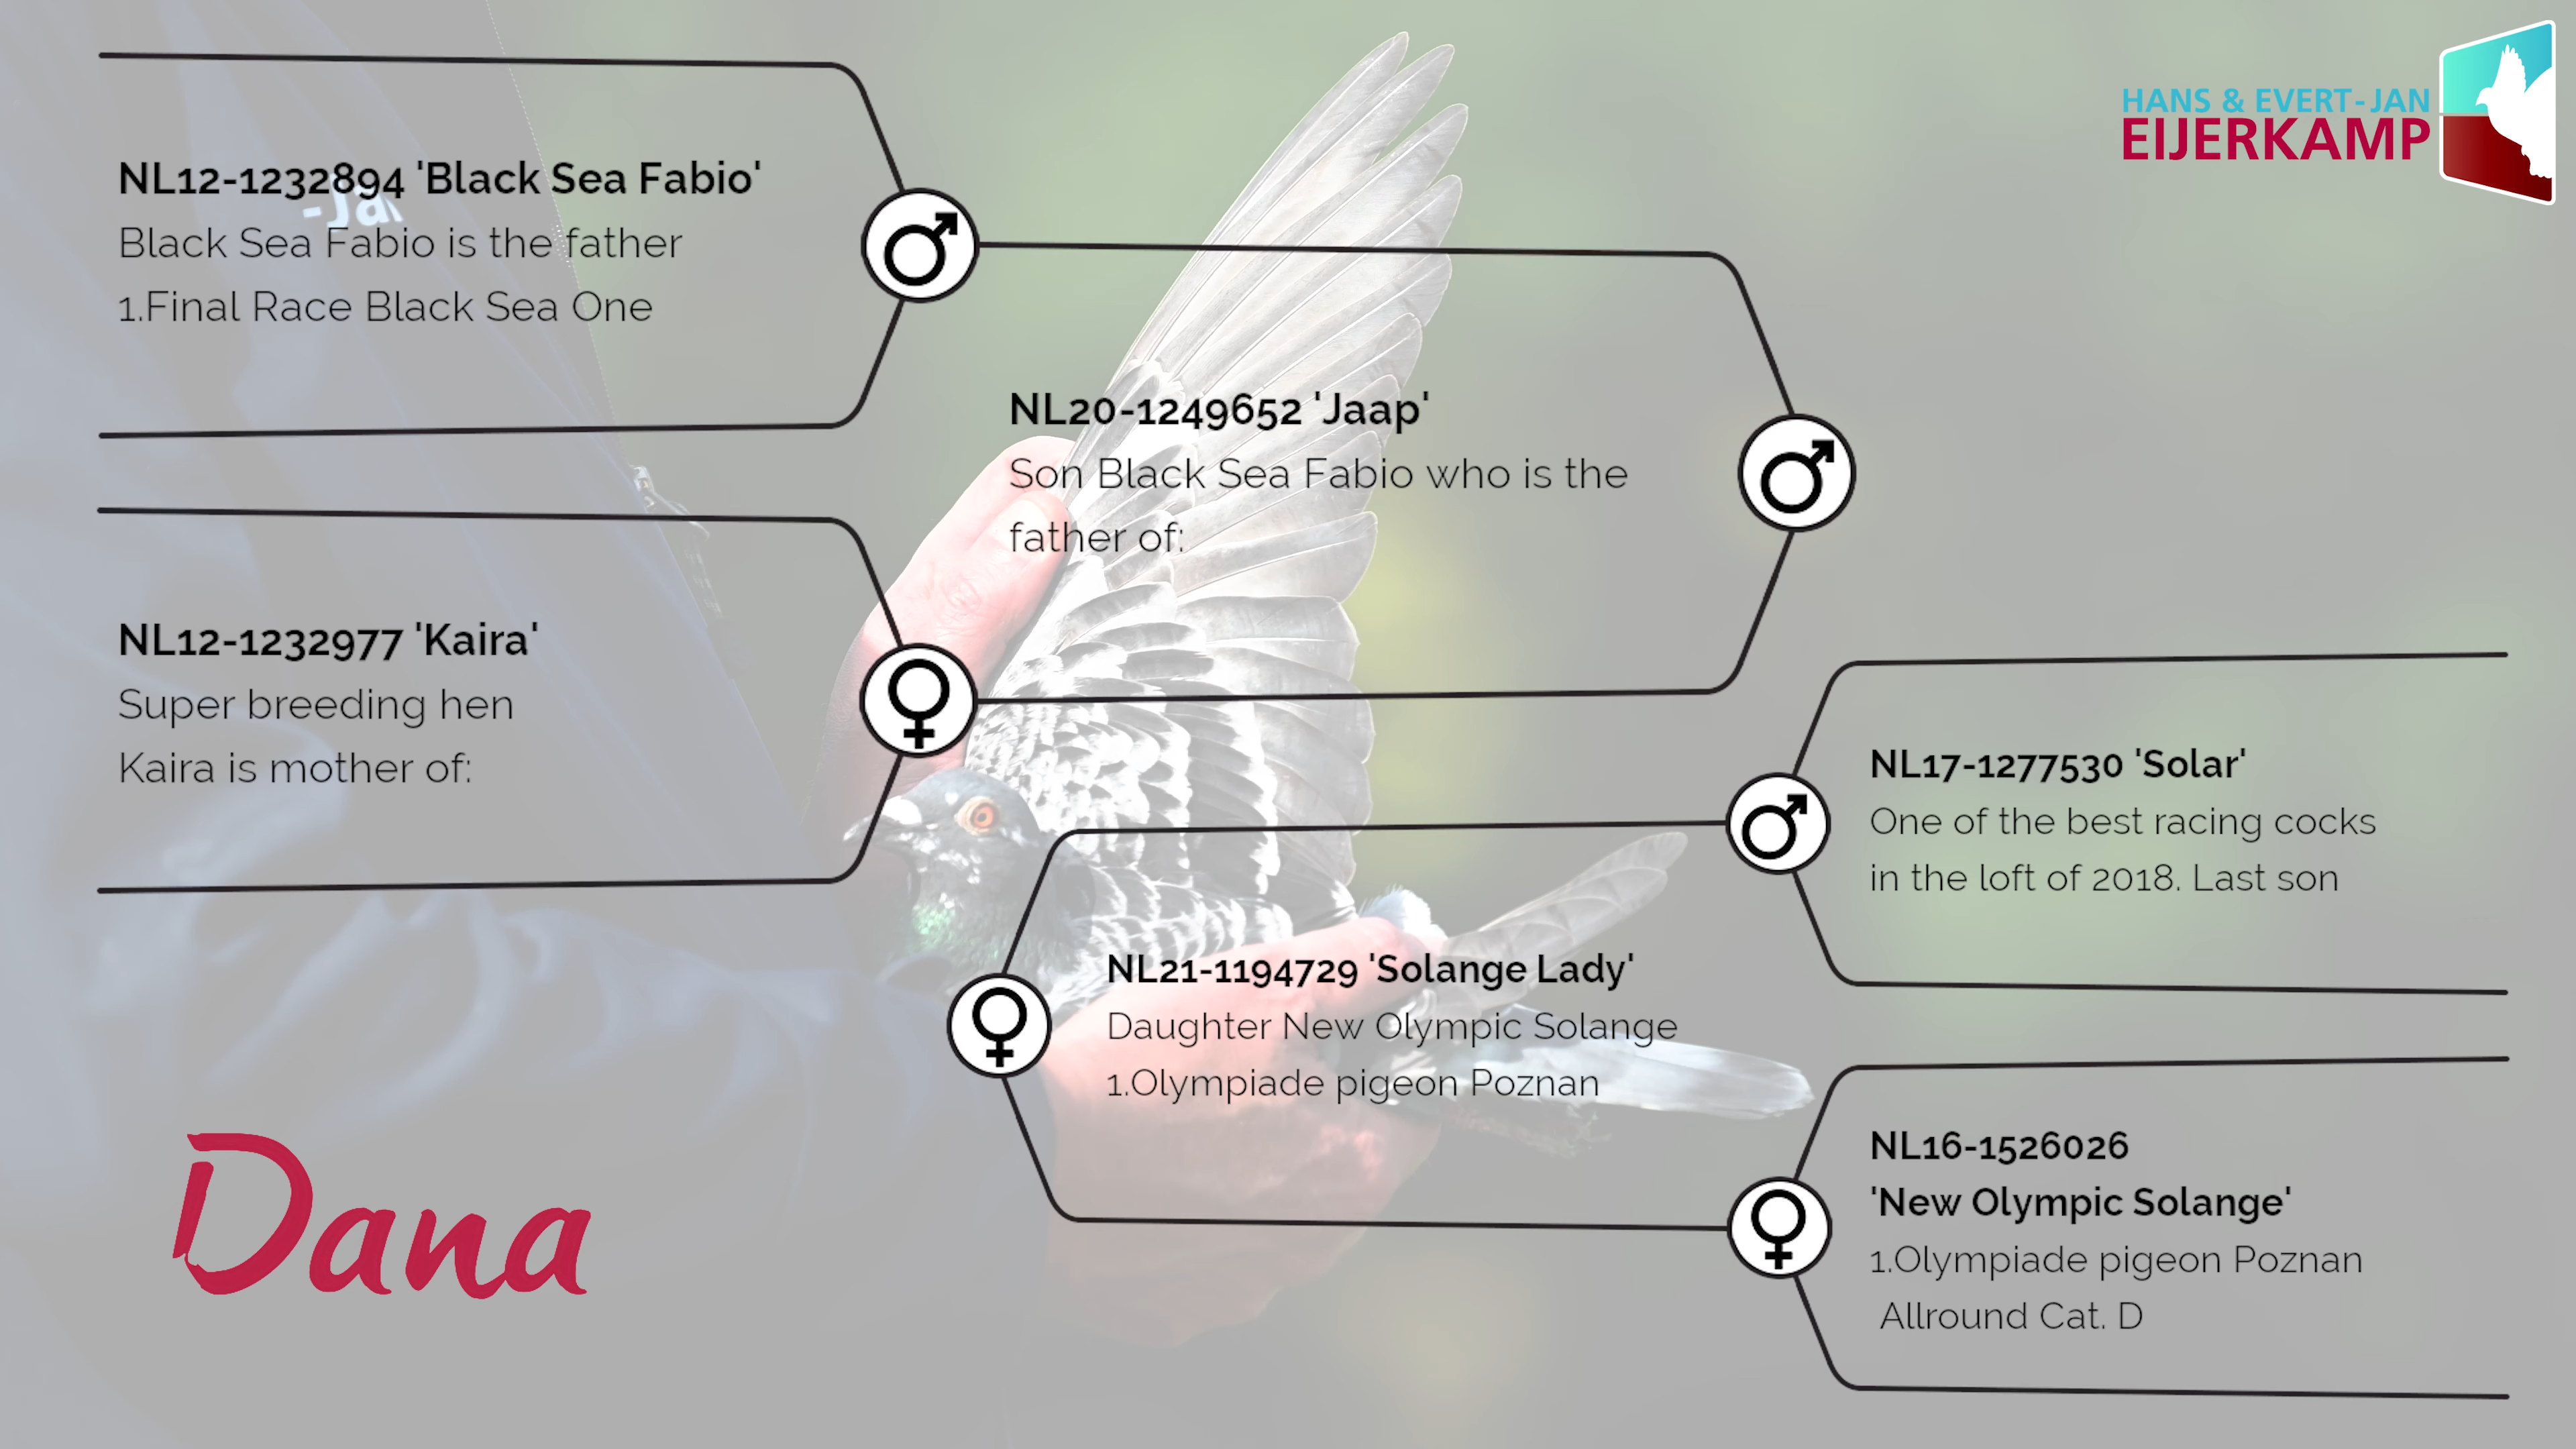 HANS & EVERT-JAN
EIJERKAMP
NL12-1232894 'Black Sea Fabio'
-Ja
Black Sea Fabio is the father
1.Final Race Black Sea One
NL20-1249652 'Jaap'
Son Black Sea Fabio who is the
father of:
NL12-1232977 'Kaira'
Super breeding hen
Kaira is mother of:
NL17-1277530 'Solar'
One of the best racing cocks
in the loft of 2018. Last son
NL21-1194729 'Solange Lady'
Daughter New Olympic Solange
1.Olympiade pigeon Poznan
NL16-1526026
'New Olympic Solange'
1.Olympiade pigeon Poznan
Allround Cat. D
Dana